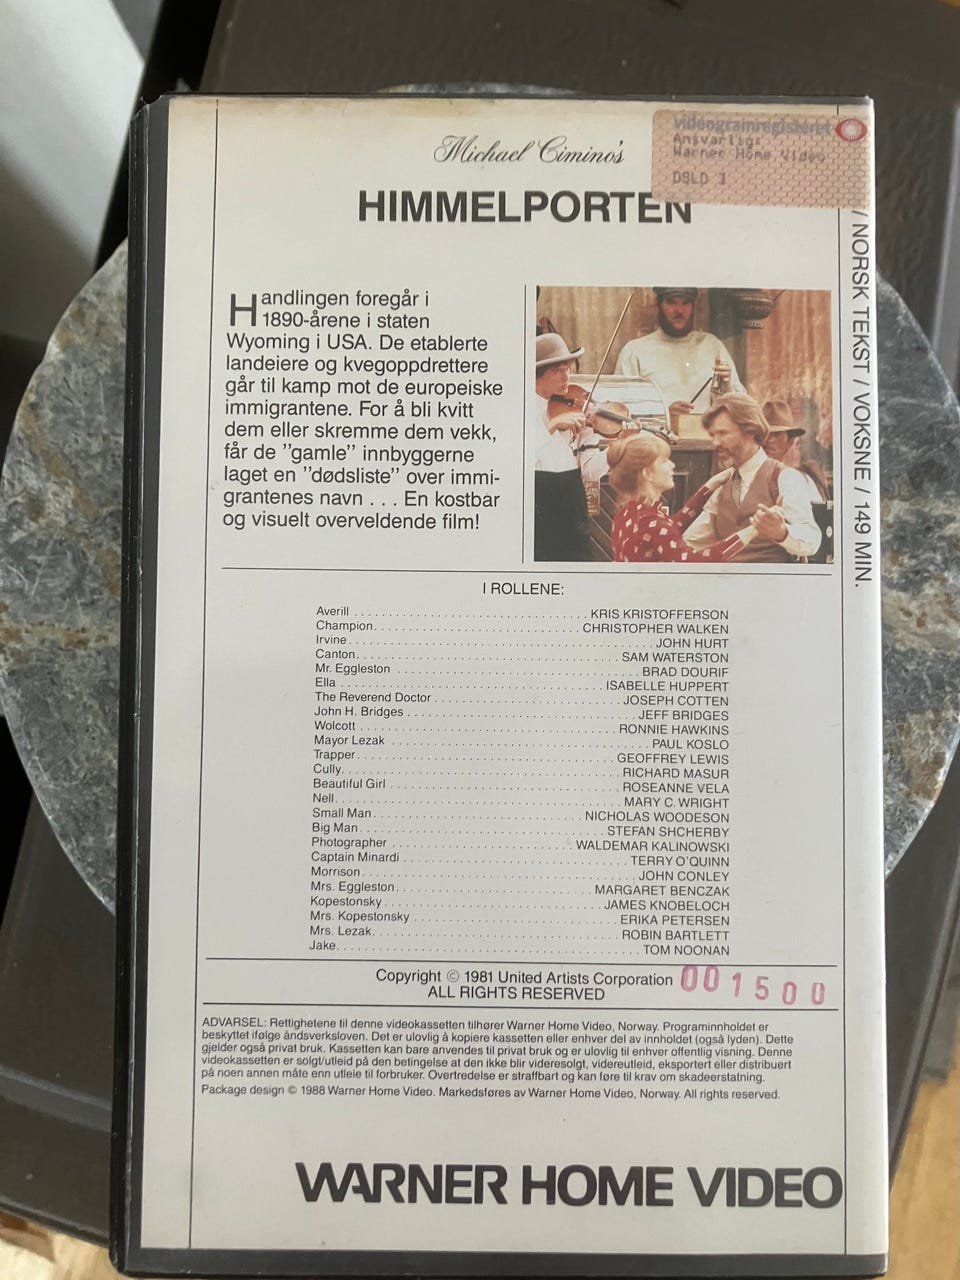 Michael Cimino's
HIMMELPORTEN
videogramregisteret
Ansvarlig:
Warner Home Video
DSLD 3
/ NORSK TEKST / VOKSNE / 149 MIN.
Handlingen foregår i
1890-årene i staten
Wyoming i USA. De etablerte
landeiere og kvegoppdrettere
går til kamp mot de europeiske
immigrantene. For å bli kvitt
dem eller skremme dem vekk,
får de "gamle" innbyggerne
laget en "dødsliste" over immi-
grantenes navn . . . En kostbar
og visuelt overveldende film!
I ROLLENE:
Averill . . . . . . . . . . KRIS KRISTOFFERSON
Champion . . . . . . . . . . CHRISTOPHER WALKEN
Irvine . . . . . . . . . . JOHN HURT
Canton . . . . . . . . . . SAM WATERSTON
Mr. Eggleston . . . . . . . . . . BRAD DOURIF
Ella . . . . . . . . . . ISABELLE HUPPERT
The Reverend Doctor . . . . . . . . . . JOSEPH COTTEN
John H. Bridges . . . . . . . . . . JEFF BRIDGES
Wolcott . . . . . . . . . . RONNIE HAWKINS
Mayor Lezak . . . . . . . . . . PAUL KOSLO
Trapper . . . . . . . . . . GEOFFREY LEWIS
Cully . . . . . . . . . . RICHARD MASUR
Beautiful Girl . . . . . . . . . . ROSEANNE VELA
Nell . . . . . . . . . . MARY C. WRIGHT
Small Man . . . . . . . . . . NICHOLAS WOODESON
Big Man . . . . . . . . . . STEFAN SHCHERBY
Photographer . . . . . . . . . . WALDEMAR KALINOWSKI
Captain Minardi . . . . . . . . . . TERRY O'QUINN
Morrison . . . . . . . . . . JOHN CONLEY
Mrs. Eggleston . . . . . . . . . . MARGARET BENCZAK
Kopestonsky . . . . . . . . . . JAMES KNOBELOCH
Mrs. Kopestonsky . . . . . . . . . . ERIKA PETERSEN
Mrs. Lezak . . . . . . . . . . ROBIN BARTLETT
Jake . . . . . . . . . . TOM NOONAN
Copyright © 1981 United Artists Corporation
ALL RIGHTS RESERVED
001500
ADVARSEL: Rettighetene til denne videokassetten tilhører Warner Home Video, Norway. Programinnholdet er
beskyttet ifølge åndsverksloven. Det er ulovlig å kopiere kassetten eller enhver del av innholdet (også lyden). Dette
gjelder også privat bruk. Kassetten kan bare anvendes til privat bruk og er ulovlig til enhver offentlig visning. Denne
videokassetten er solgt/utleid på den betingelse at den ikke blir videresolgt, videreutleid, eksportert eller distribuert
på noen annen måte enn utleie til forbruker. Overtredelse er straffbart og kan føre til krav om skadeerstatning.
Package design © 1988 Warner Home Video. Markedsføres av Warner Home Video, Norway. All rights reserved.
WARNER HOME VIDEO